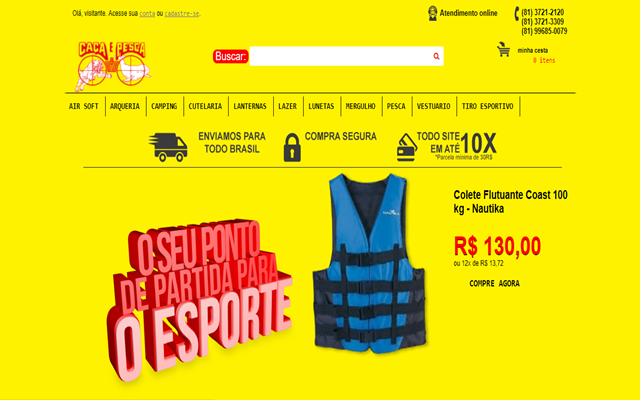 Olá, visitante. Acesse sua conta ou cadastre-se.
Atendimento online
(81) 3721-2120
(81) 3721-3309
(81) 99685-0079
CAÇA E PESCA
Buscar:
minha cesta
0 itens
AIR SOFT
ARQUERIA
CAMPING
CUTELARIA
LANTERNAS
LAZER
LUNETAS
MERGULHO
PESCA
VESTUARIO
TIRO ESPORTIVO
ENVIAMOS PARA
TODO BRASIL
COMPRA SEGURA
TODO SITE
EM ATÉ 10X
*Parcela mínima de 30R$
O SEU PONTO
DE PARTIDA PARA
O ESPORTE
Colete Flutuante Coast 100
kg - Nautika
R$ 130,00
ou 12x de R$ 13,72
COMPRE AGORA